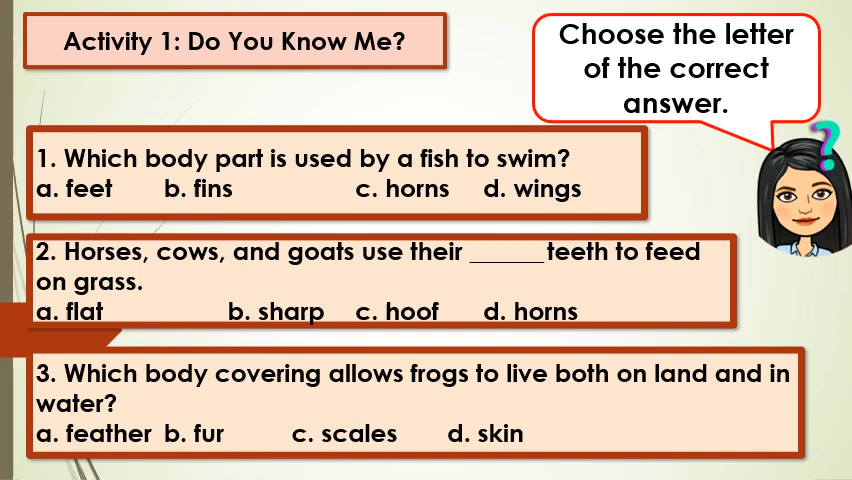 Activity 1: Do You Know Me?
Choose the letter
of the correct
answer.
1. Which body part is used by a fish to swim?
a. feet b. fins c. horns d. wings
2. Horses, cows, and goats use their ______teeth to feed
on grass.
a. flat b. sharp c. hoof d. horns
3. Which body covering allows frogs to live both on land and in
water?
a. feather b. fur c. scales d. skin
?